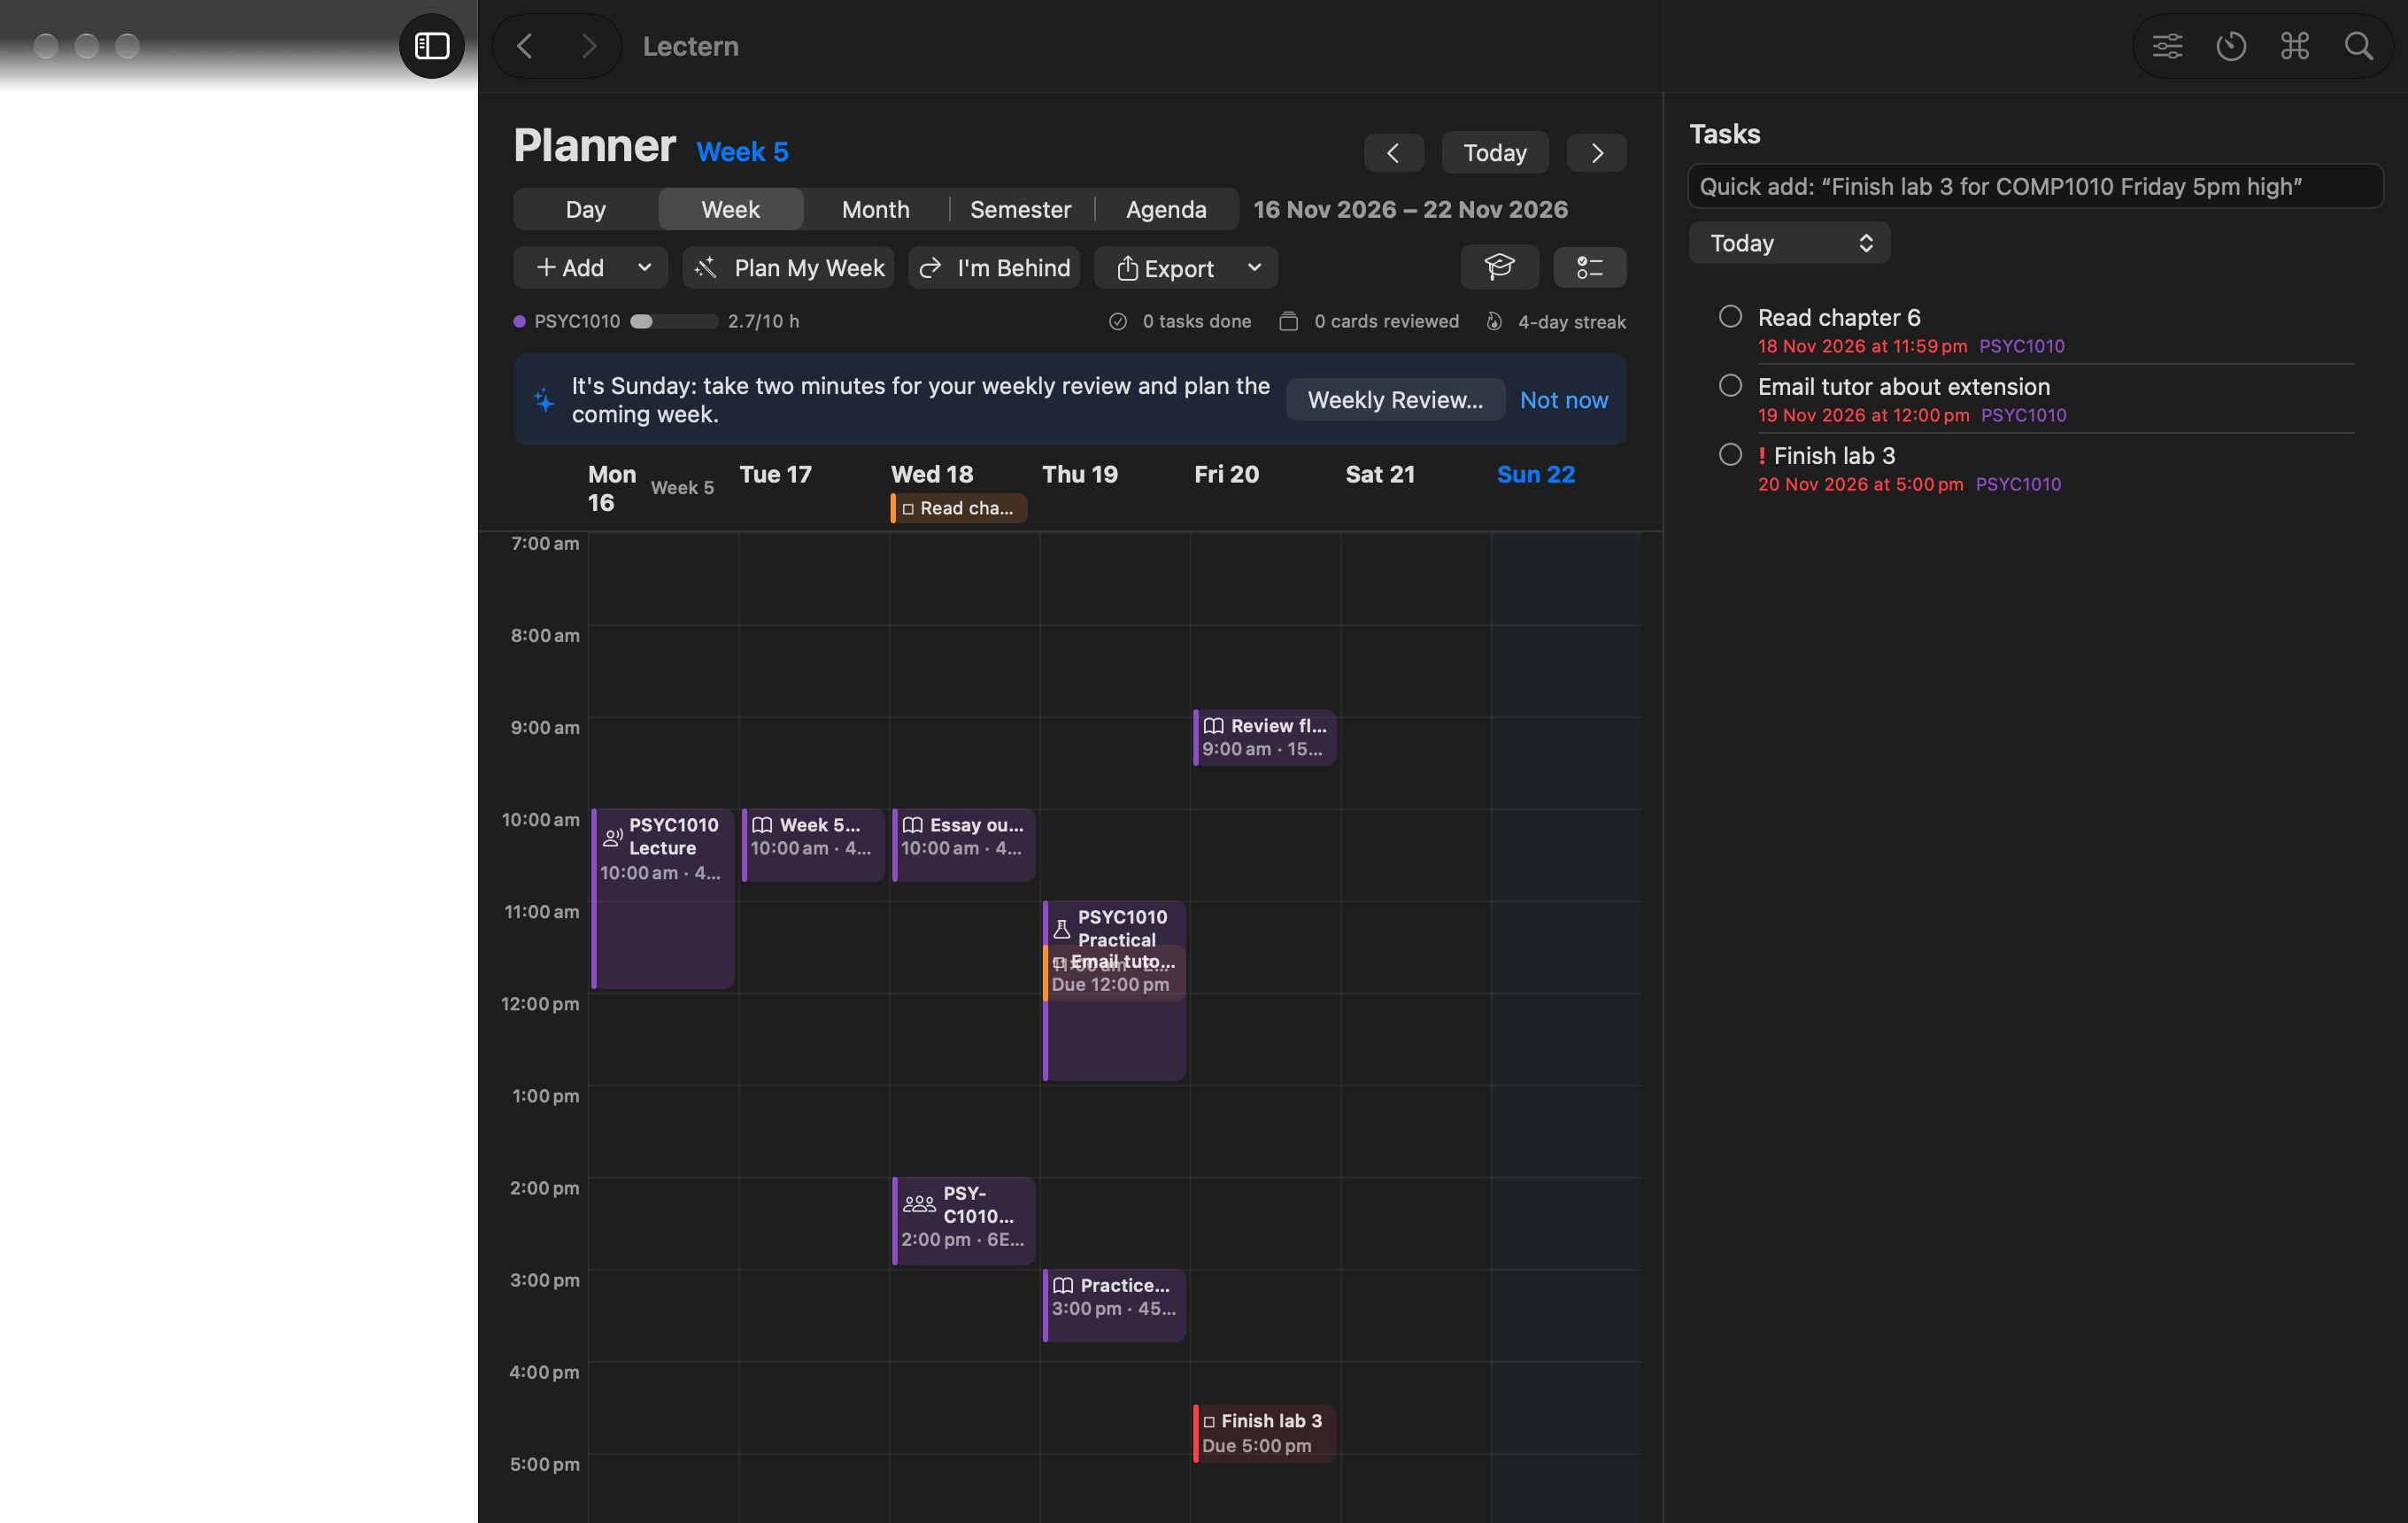 Lectern
Planner Week 5
Today
Day Week Month Semester Agenda 16 Nov 2026 – 22 Nov 2026
Add Plan My Week I'm Behind Export
PSYC1010 2.7/10 h 0 tasks done 0 cards reviewed 4-day streak
It's Sunday: take two minutes for your weekly review and plan the
coming week.
Weekly Review... Not now
Mon 16 Week 5 Tue 17 Wed 18 Thu 19 Fri 20 Sat 21 Sun 22
Read cha...
7:00 am
8:00 am
9:00 am
Review fl...
9:00 am · 15...
10:00 am
PSYC1010
Lecture
10:00 am · 4...
Week 5...
10:00 am · 4...
Essay ou...
10:00 am · 4...
11:00 am
PSYC1010
Practical
Email tuto...
Due 12:00 pm
12:00 pm
1:00 pm
2:00 pm
PSY-
C1010...
2:00 pm · 6E...
3:00 pm
Practice...
3:00 pm · 45...
4:00 pm
Finish lab 3
Due 5:00 pm
5:00 pm
Tasks
Quick add: “Finish lab 3 for COMP1010 Friday 5pm high”
Today
Read chapter 6
18 Nov 2026 at 11:59 pm PSYC1010
Email tutor about extension
19 Nov 2026 at 12:00 pm PSYC1010
! Finish lab 3
20 Nov 2026 at 5:00 pm PSYC1010